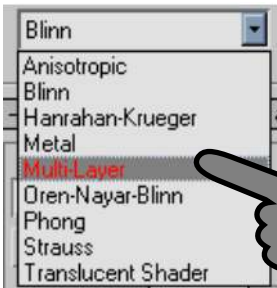 Blinn
Anisotropic
Blinn
Hanrahan-Krueger
Metal
Multi-Layer
Oren-Nayar-Blinn
Phong
Strauss
Translucent Shader